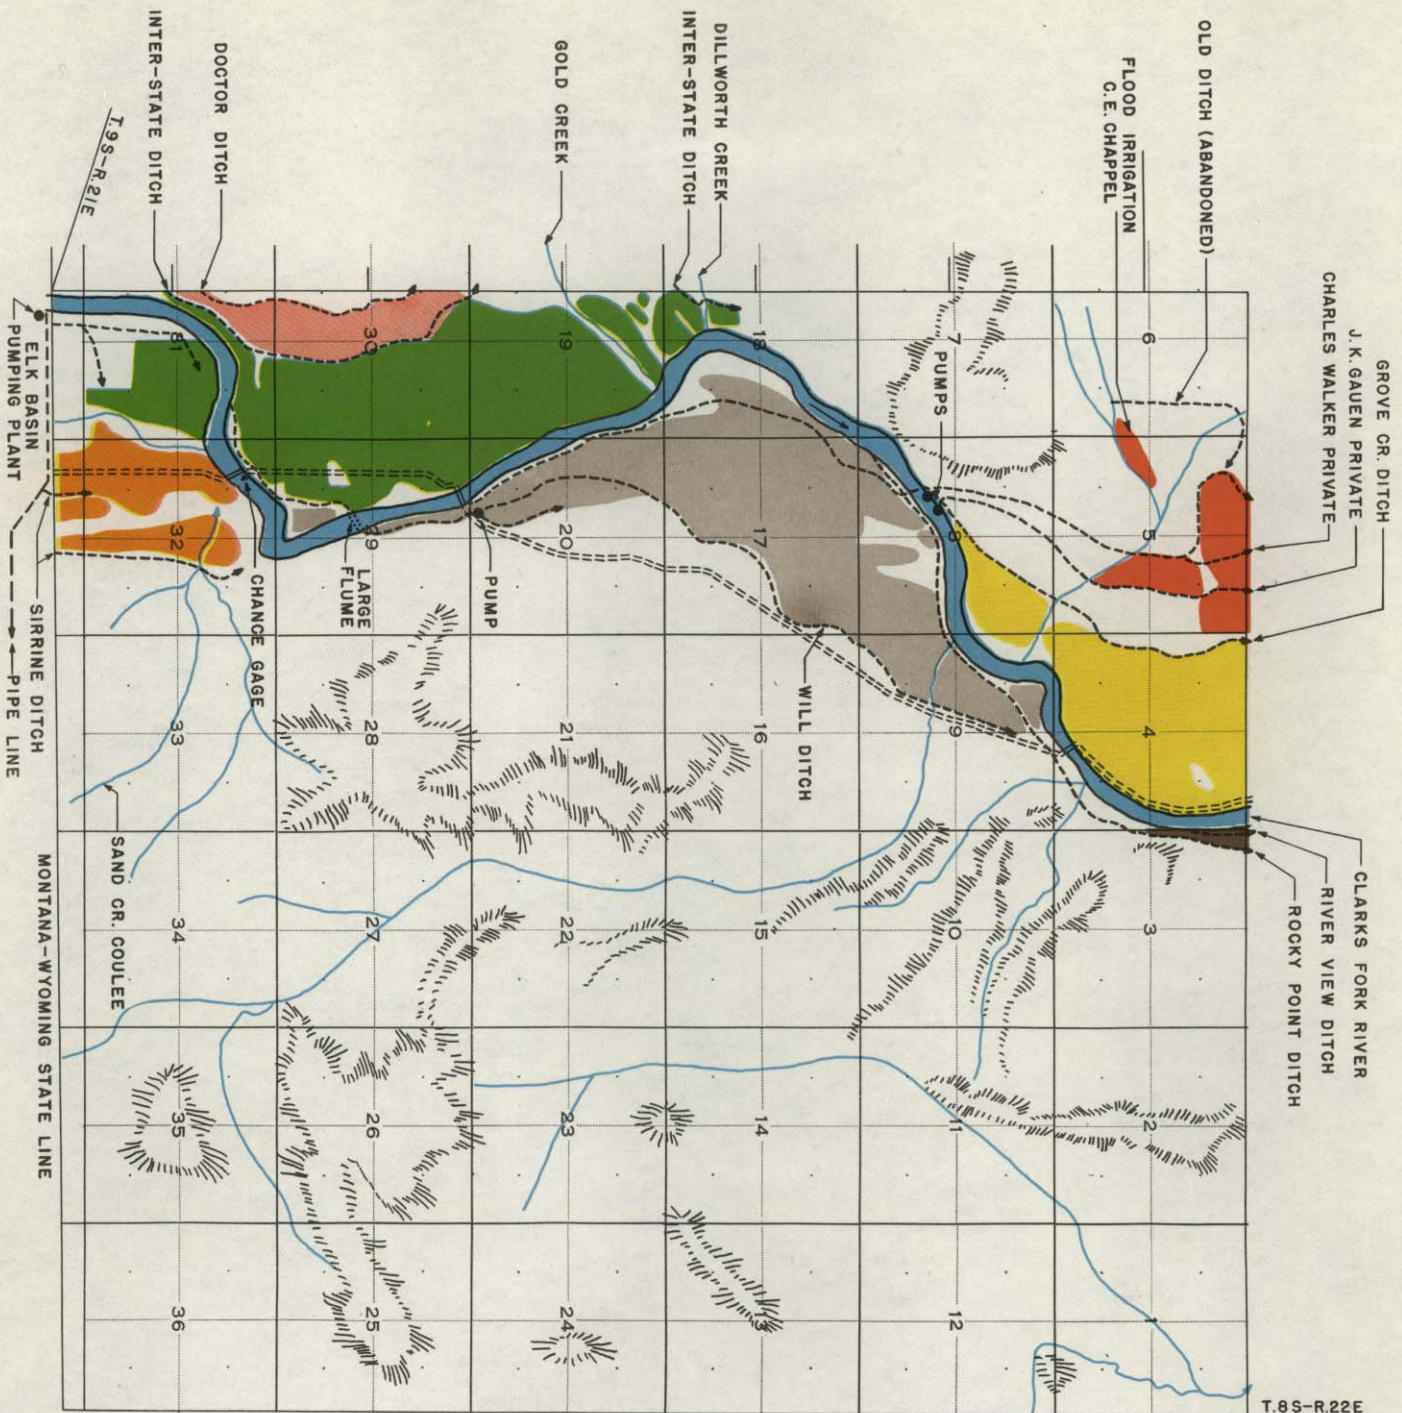 OLD DITCH (ABANDONED)
FLOOD IRRIGATION
C.E. CHAPPEL
CHARLES WALKER PRIVATE
J.K. GAUEN PRIVATE
GROVE CR. DITCH
DILLWORTH CREEK
INTER-STATE DITCH
GOLD CREEK
DOCTOR DITCH
INTER-STATE DITCH
T.9S-R.21E
ELK BASIN
PUMPING PLANT
SIRRINE DITCH
PIPE LINE
CHANCE GAGE
LARGE
FLUME
PUMP
PUMPS
WILL DITCH
SAND CR. COULEE
MONTANA-WYOMING STATE LINE
CLARKS FORK RIVER
RIVER VIEW DITCH
ROCKY POINT DITCH
31 30 19 18 7 6
32 29 20 17 8 5
33 28 21 16 9 4
34 27 22 15 10 3
35 26 23 14 11 2
36 25 24 13 12 1
T.8S-R.22E